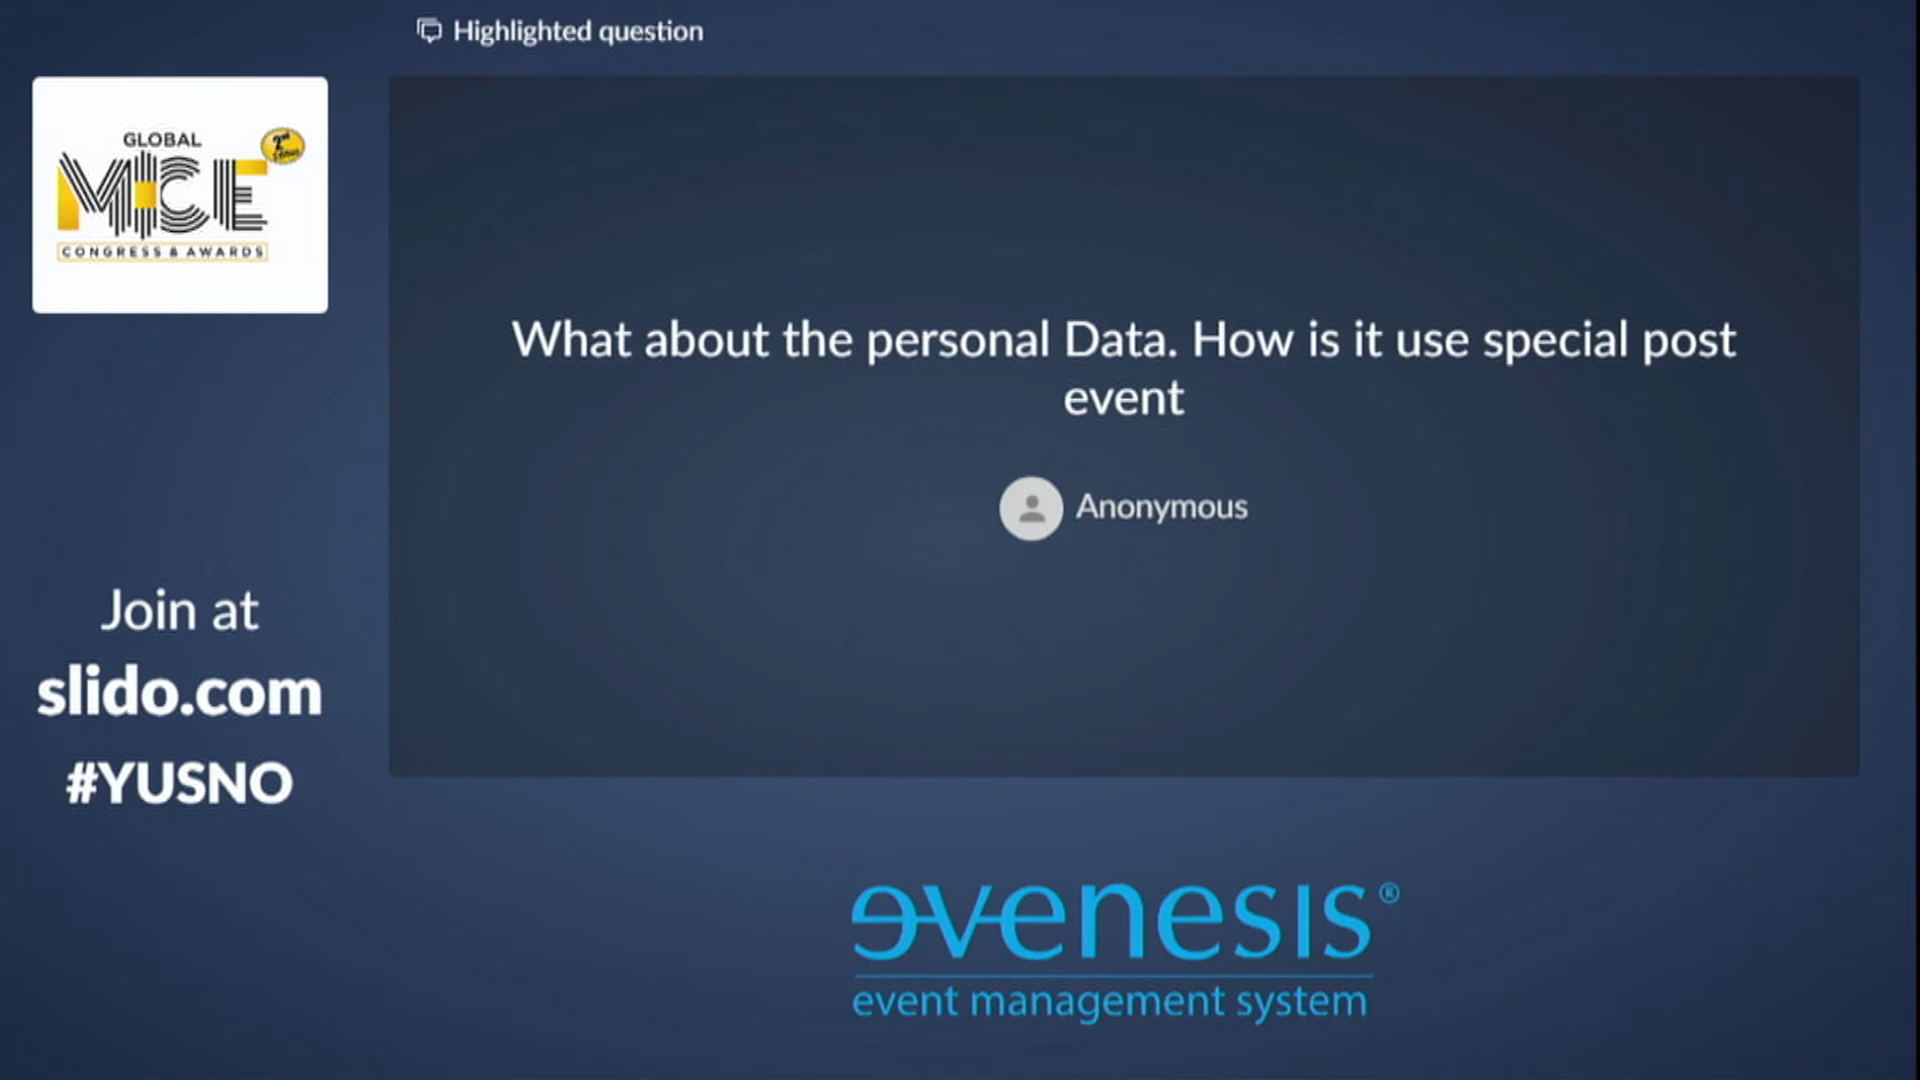 Highlighted question
GLOBAL
MICE
CONGRESS & AWARDS
2nd
What about the personal Data. How is it use special post
event
Anonymous
Join at
slido.com
#YUSNO
evenesis®
event management system